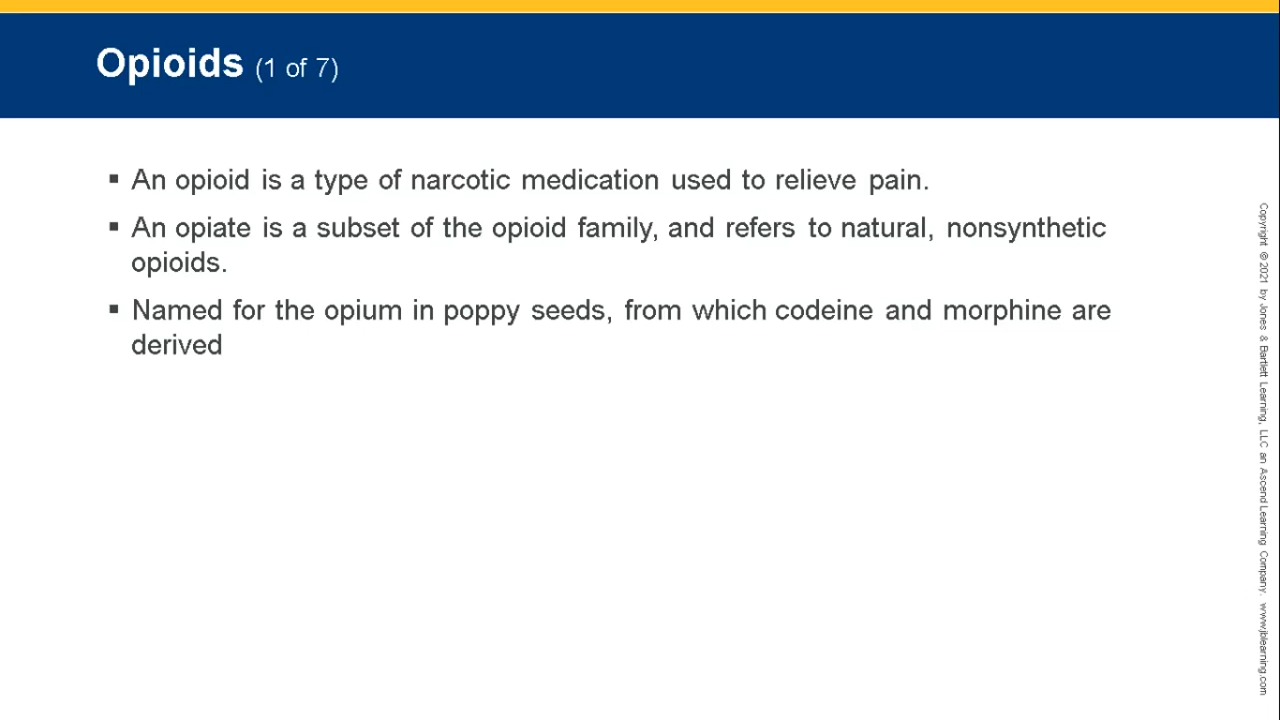 Opioids (1 of 7)
▪ An opioid is a type of narcotic medication used to relieve pain.
▪ An opiate is a subset of the opioid family, and refers to natural, nonsynthetic
opioids.
▪ Named for the opium in poppy seeds, from which codeine and morphine are
derived
Copyright © 2021 by Jones & Bartlett Learning, LLC an Ascend Learning Company. www.jblearning.com